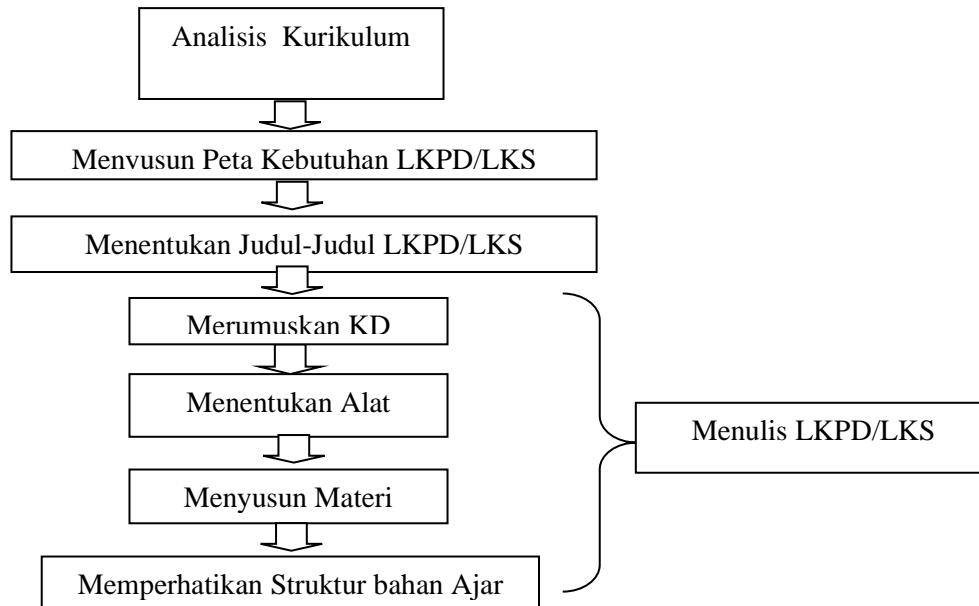 Analisis Kurikulum
Menvusun Peta Kebutuhan LKPD/LKS
Menentukan Judul-Judul LKPD/LKS
Merumuskan KD
Menentukan Alat
Menulis LKPD/LKS
Menyusun Materi
Memperhatikan Struktur bahan Ajar